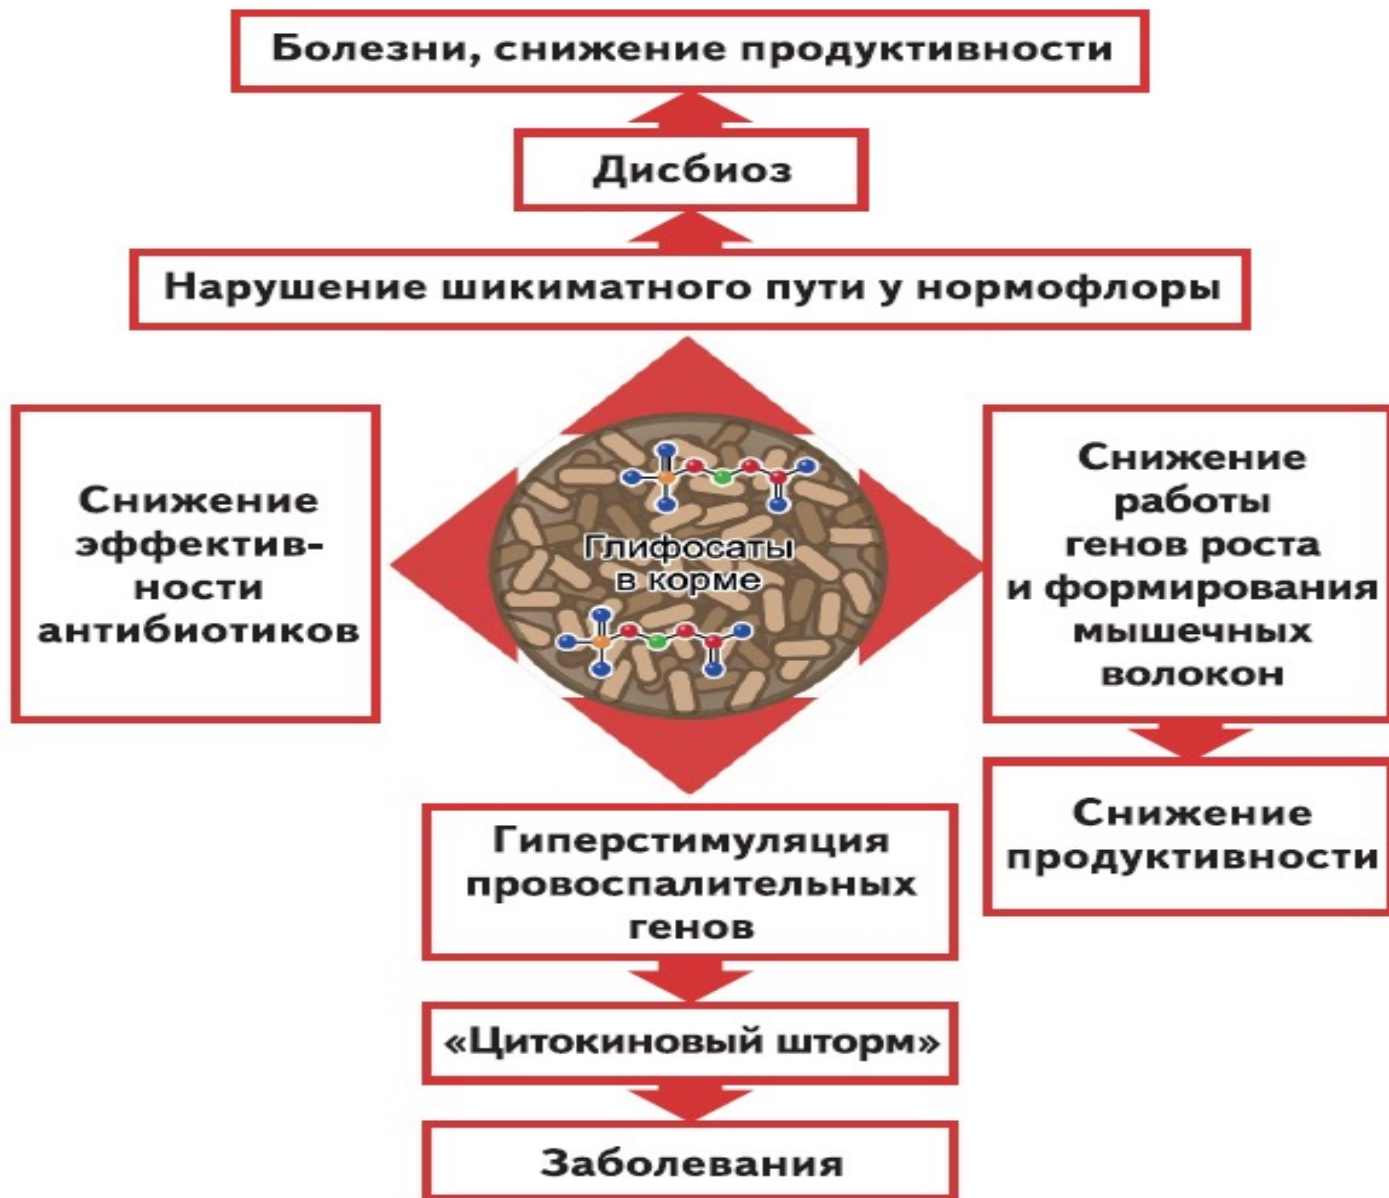 Болезни, снижение продуктивности
Дисбиоз
Нарушение шикиматного пути у нормофлоры
Снижение
эффектив-
ности
антибиотиков
Глифосаты
в корме
Снижение
работы
генов роста
и формирования
мышечных
волокон
Снижение
продуктивности
Гиперстимуляция
провоспалительных
генов
«Цитокиновый шторм»
Заболевания